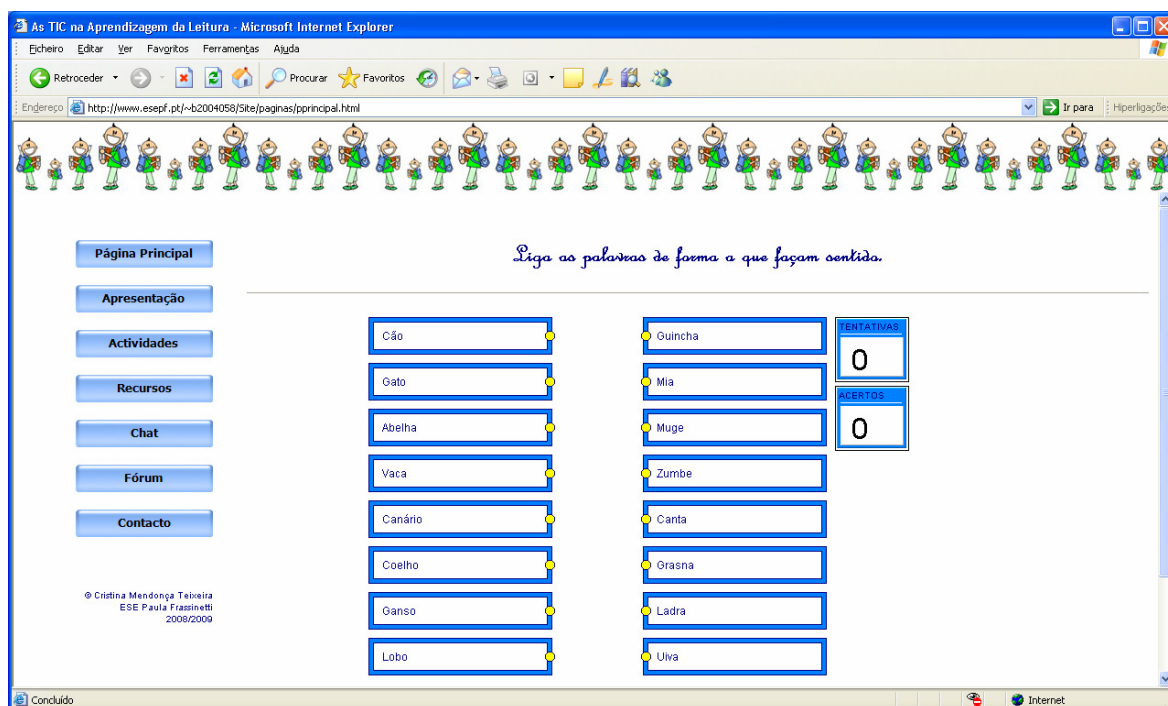 As TIC na Aprendizagem da Leitura - Microsoft Internet Explorer
Ficheiro Editar Ver Favoritos Ferramentas Ajuda
Retroceder Procurar Favoritos
Endereço http://www.esepf.pt/~b2004058/Site/paginas/pprincipal.html Ir para Hiperligações
Liga as palavras de forma a que façam sentido.
Página Principal
Apresentação
Actividades
Recursos
Chat
Fórum
Contacto
© Cristina Mendonça Teixeira
ESE Paula Frassinetti
2008/2009
Cão Guincha
Gato Mia
Abelha Muge
Vaca Zumbe
Canário Canta
Coelho Grasna
Ganso Ladra
Lobo Uiva
TENTATIVAS
0
ACERTOS
0
Concluído Internet